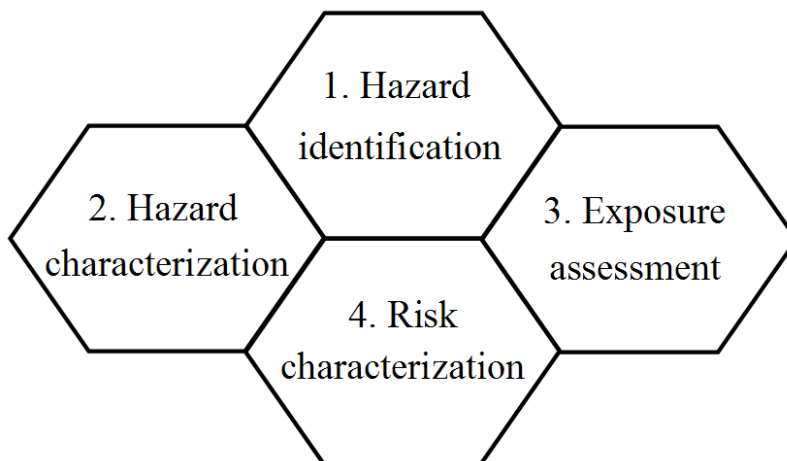 1. Hazard
identification
2. Hazard
characterization
3. Exposure
assessment
4. Risk
characterization